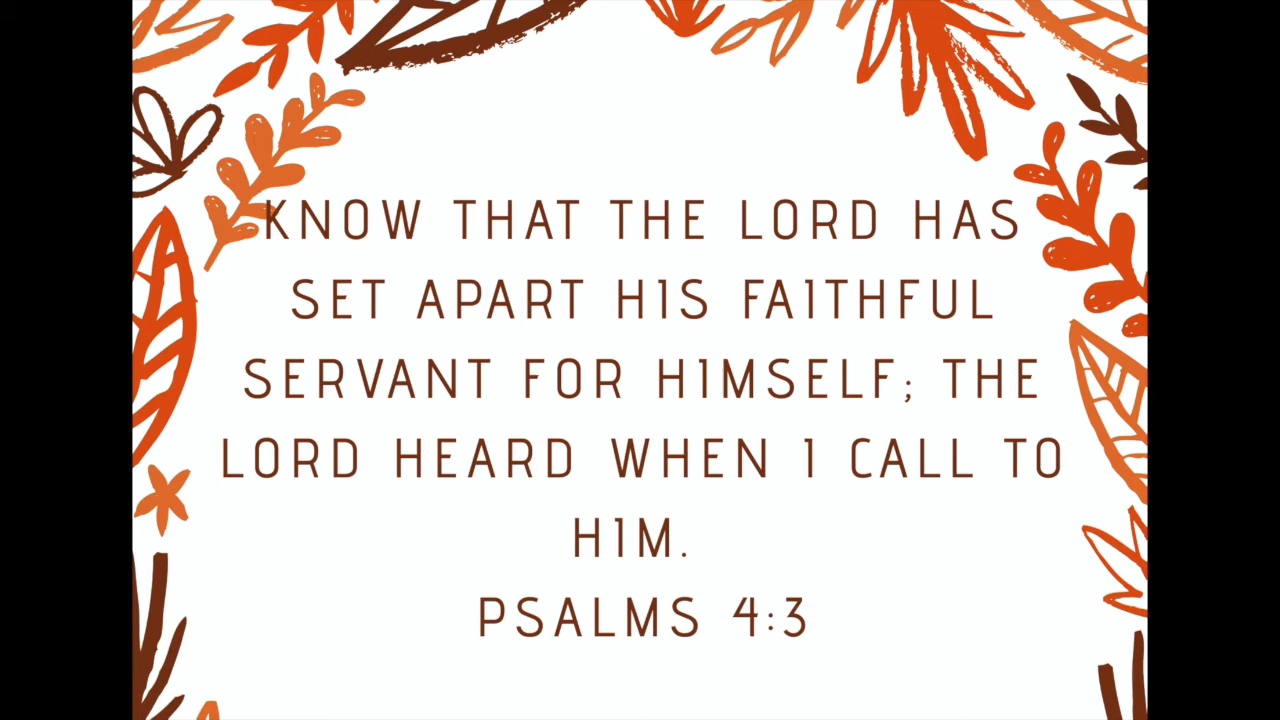 KNOW THAT THE LORD HAS
SET APART HIS FAITHFUL
SERVANT FOR HIMSELF; THE
LORD HEARD WHEN I CALL TO
HIM.
PSALMS 4:3